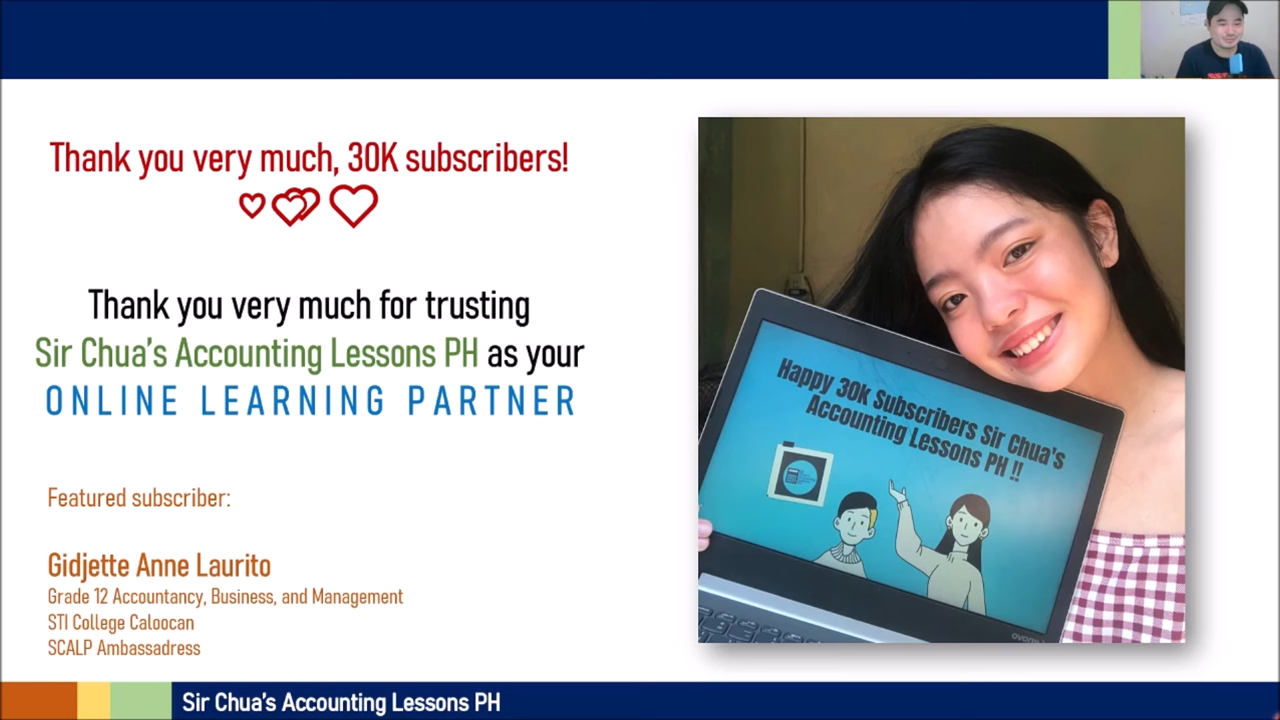 Thank you very much, 30K subscribers!
Thank you very much for trusting
Sir Chua's Accounting Lessons PH as your
ONLINE LEARNING PARTNER
Featured subscriber:
Gidjette Anne Laurito
Grade 12 Accountancy, Business, and Management
STI College Caloocan
SCALP Ambassadress
Happy 30k Subscribers Sir Chua's
Accounting Lessons PH !!
Lenovo
Sir Chua's Accounting Lessons PH